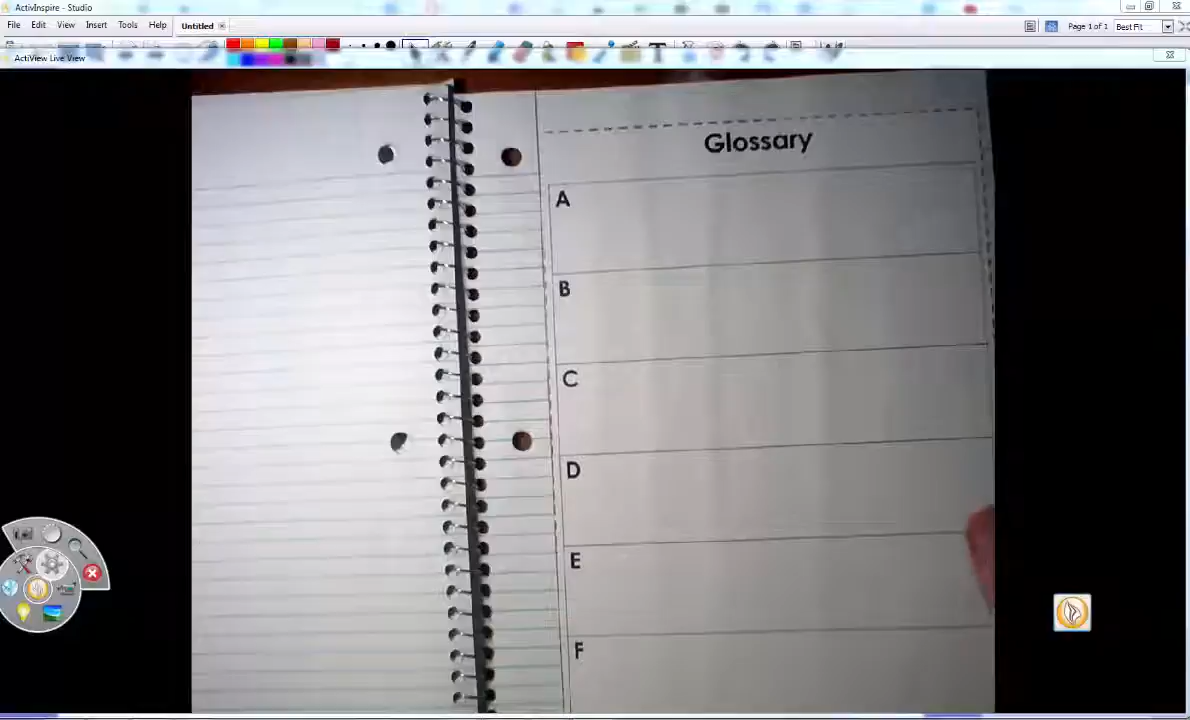 ActivInspire - Studio
File Edit View Insert Tools Help Untitled Page 1 of 1 Best Fit
ActiView Live View
Glossary
A
B
C
D
E
F